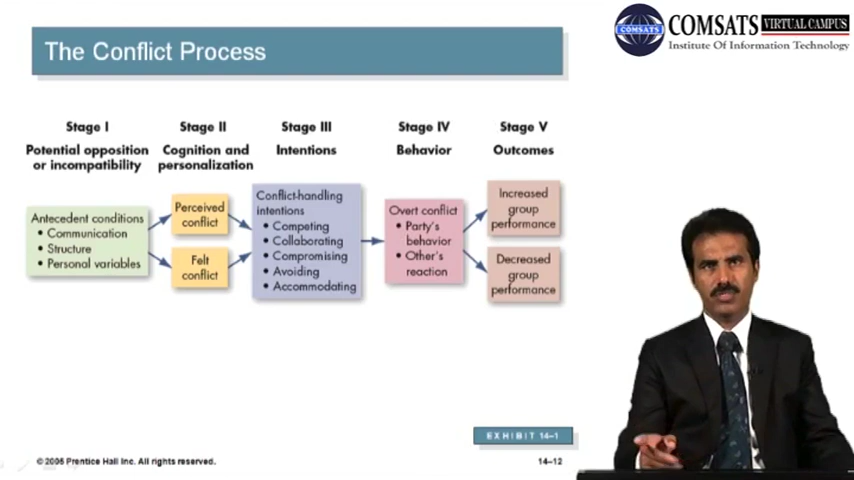 The Conflict Process
COMSATS VIRTUAL CAMPUS
Institute Of Information Technology
COMSATS
Stage I
Potential opposition
or incompatibility
Stage II
Cognition and
personalization
Stage III
Intentions
Stage IV
Behavior
Stage V
Outcomes
Antecedent conditions
• Communication
• Structure
• Personal variables
Perceived
conflict
Felt
conflict
Conflict-handling
intentions
• Competing
• Collaborating
• Compromising
• Avoiding
• Accommodating
Overt conflict
• Party's
behavior
• Other's
reaction
Increased
group
performance
Decreased
group
performance
EXHIBIT 14–1
© 2005 Prentice Hall Inc. All rights reserved.
14–12